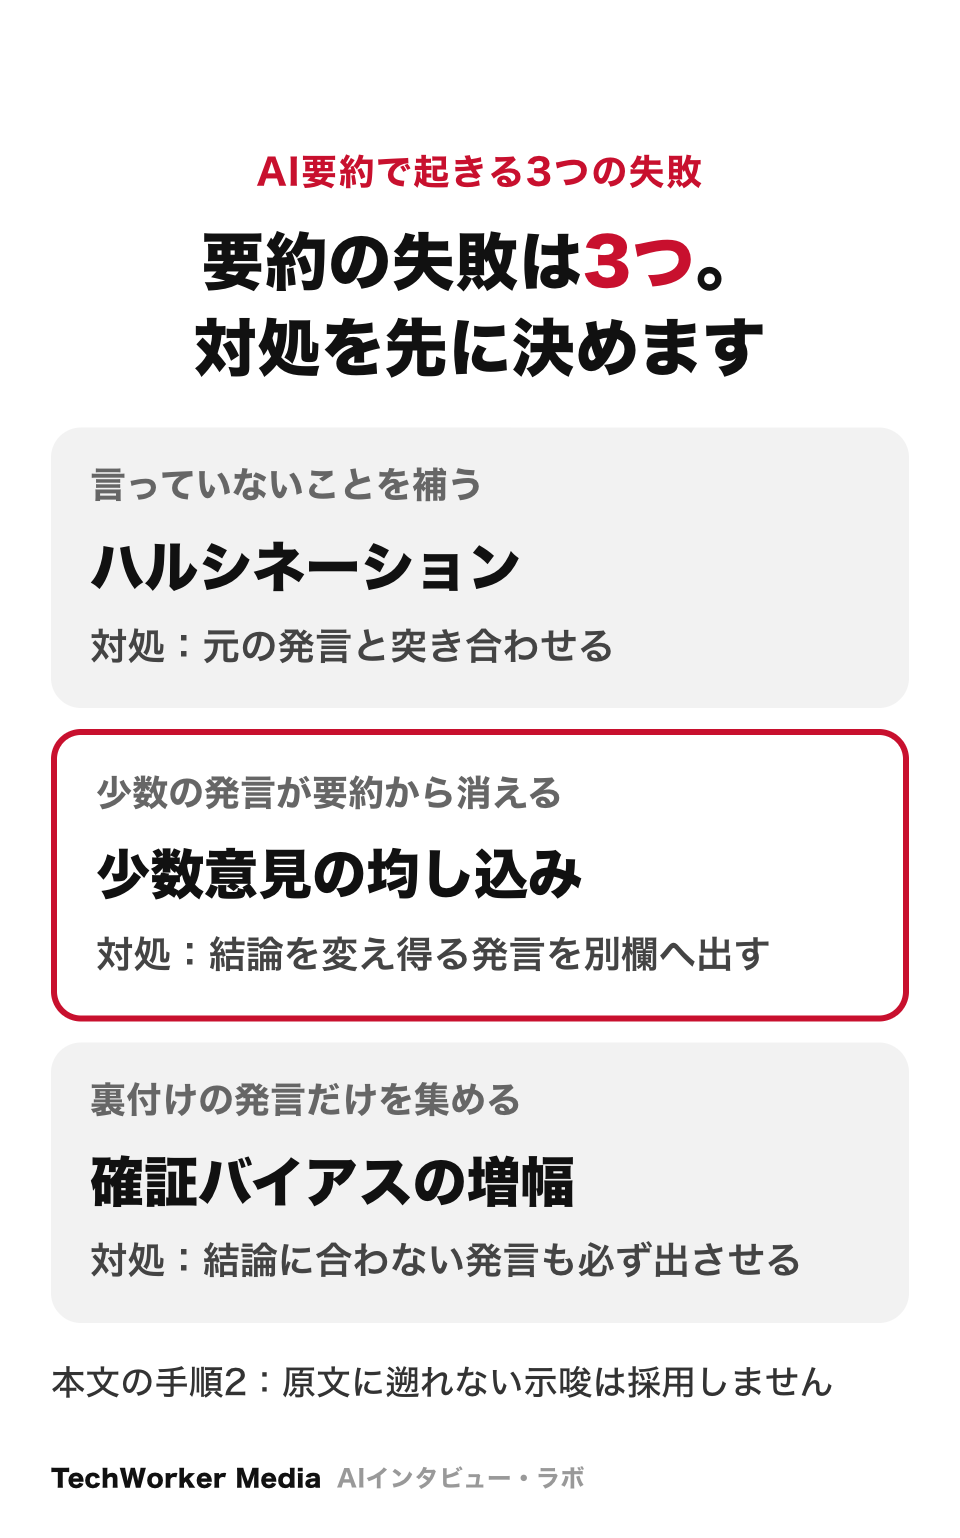 AI要約で起きる3つの失敗
要約の失敗は3つ。
対処を先に決めます
言っていないことを補う
ハルシネーション
対処：元の発言と突き合わせる
少数の発言が要約から消える
少数意見の均し込み
対処：結論を変え得る発言を別欄へ出す
裏付けの発言だけを集める
確証バイアスの増幅
対処：結論に合わない発言も必ず出させる
本文の手順2：原文に遡れない示唆は採用しません
TechWorker Media AIインタビュー・ラボ